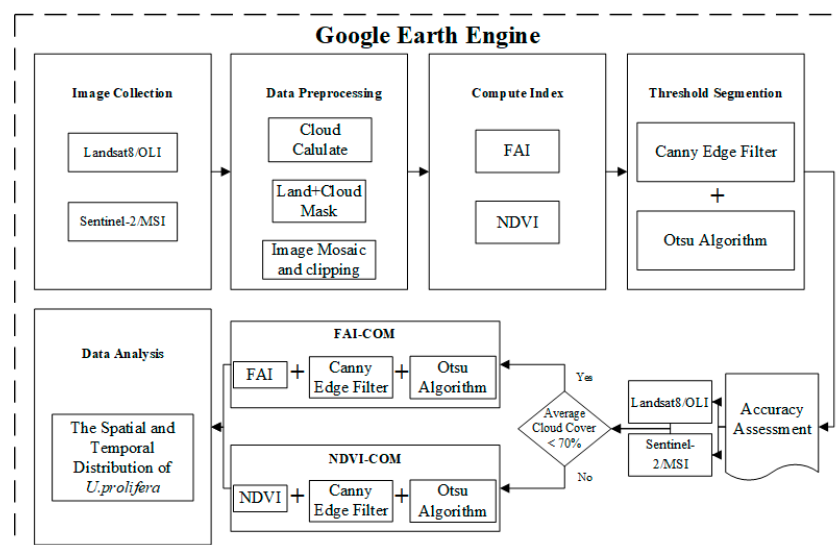 Google Earth Engine
Image Collection
Landsat8/OLI
Sentinel-2/MSI
Data Preprocessing
Cloud
Calulate
Land+Cloud
Mask
Image Mosaic
and clipping
Compute Index
FAI
NDVI
Threshold Segmentation
Canny Edge Filter
+
Otsu Algorithm
Accuracy
Assessment
Landsat8/OLI
Sentinel-
2/MSI
Average
Cloud Cover
< 70%
Yes
No
FAI-COM
FAI + Canny + Otsu
Edge Filter Algorithm
NDVI-COM
NDVI + Canny + Otsu
Edge Filter Algorithm
Data Analysis
The Spatial and
Temporal
Distribution of
U.prolifera